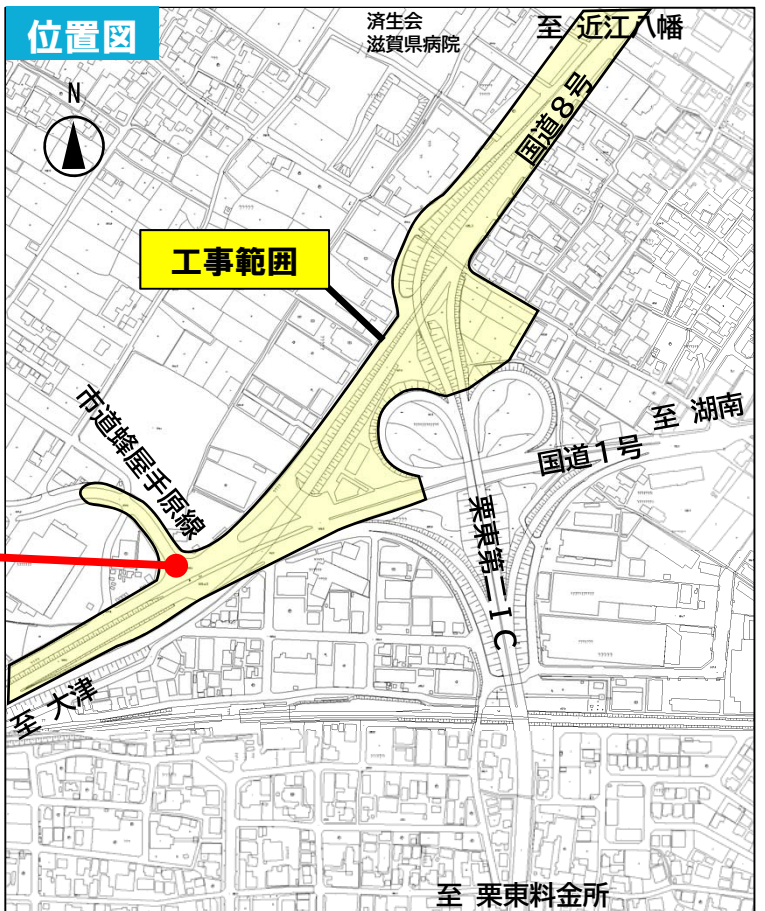 位置図
済生会
滋賀県病院
至 近江八幡
N
国道8号
工事範囲
市道蜂屋手原線
至 湖南
国道1号
栗東第二IC
至 大津
至 栗東料金所